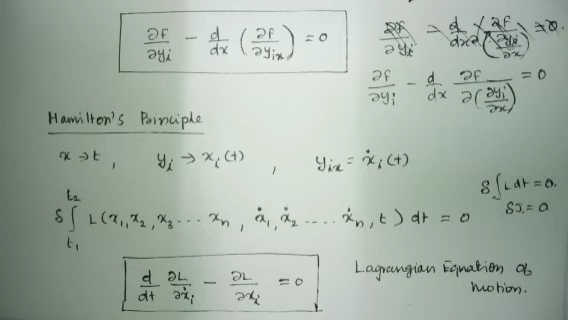 ∂f/∂yᵢ − d/dx (∂f/∂yᵢₓ) = 0
∂f/∂yᵢ − d/dx ∂f/∂(∂yᵢ/∂x) = 0
Hamilton's Principle
x → t, yᵢ → xᵢ(t), yᵢₓ = ẋᵢ(t)
δ∫L dt = 0.
δJ = 0
δ ∫_{t₁}^{t₂} L(x₁, x₂, x₃ ... xₙ, ẋ₁, ẋ₂ ..... ẋₙ, t) dt = 0
d/dt ∂L/∂ẋᵢ − ∂L/∂xᵢ = 0
Lagrangian Equation of
motion.